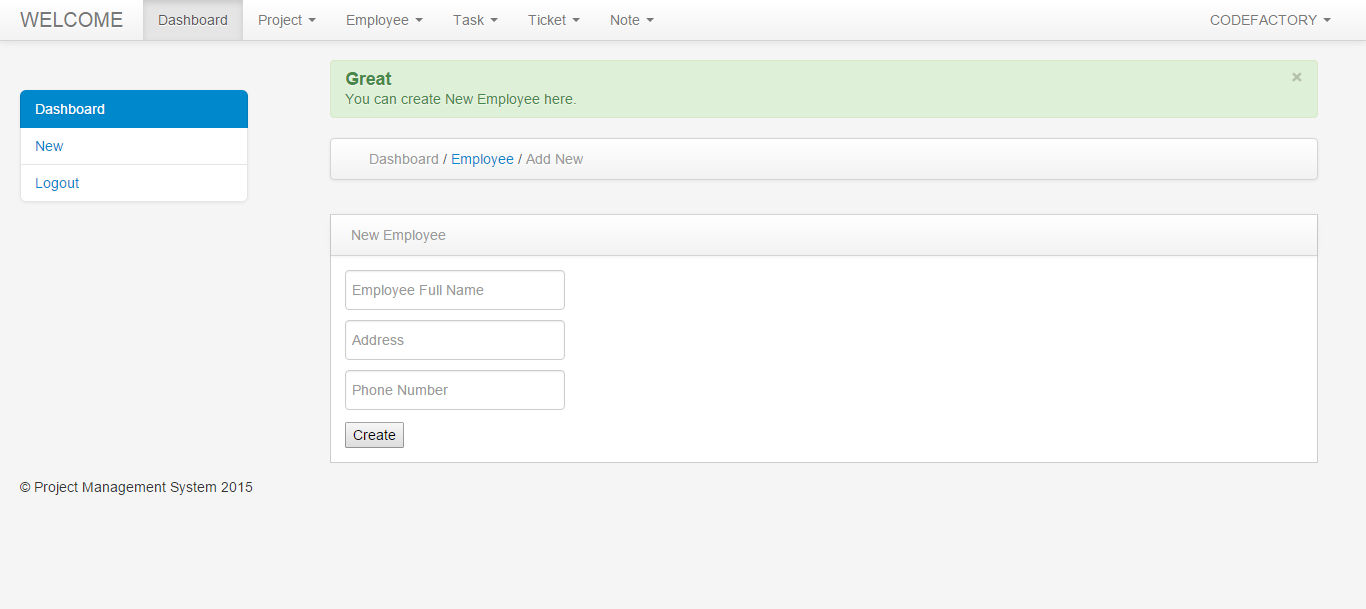 WELCOME Dashboard Project Employee Task Ticket Note CODEFACTORY
Dashboard
New
Logout
Great ×
You can create New Employee here.
Dashboard / Employee / Add New
New Employee
Employee Full Name
Address
Phone Number
Create
© Project Management System 2015